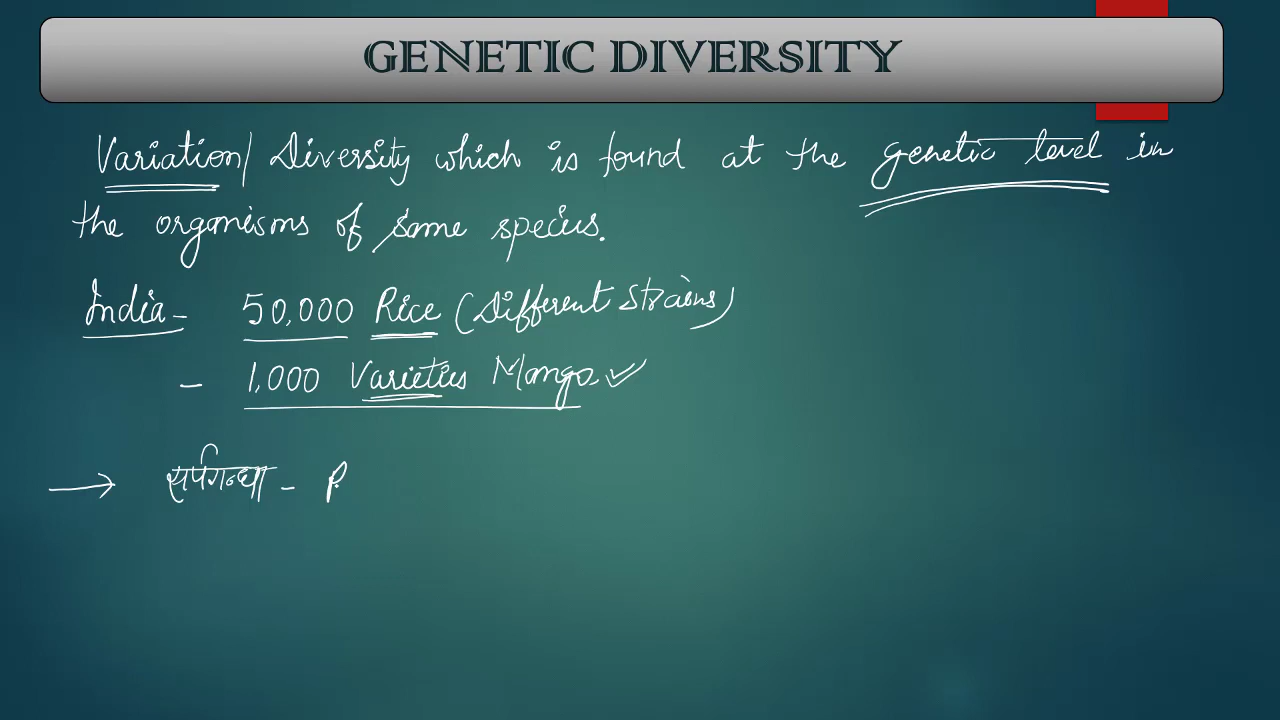 GENETIC DIVERSITY
Variation/ Diversity which is found at the genetic level in
the organisms of same species.
India - 50,000 Rice (Different Strains)
- 1,000 Varieties Mango ✓
→ सर्पगन्धा - R